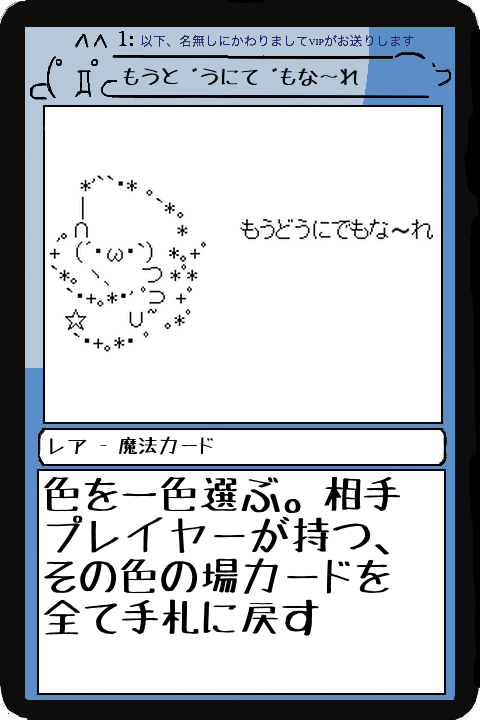 1: 以下、名無しにかわりましてVIPがお送りします
もうと゛うにて゛もな〜れ
もうどうにでもな〜れ
レア - 魔法カード
色を一色選ぶ。相手
プレイヤーが持つ、
その色の場カードを
全て手札に戻す